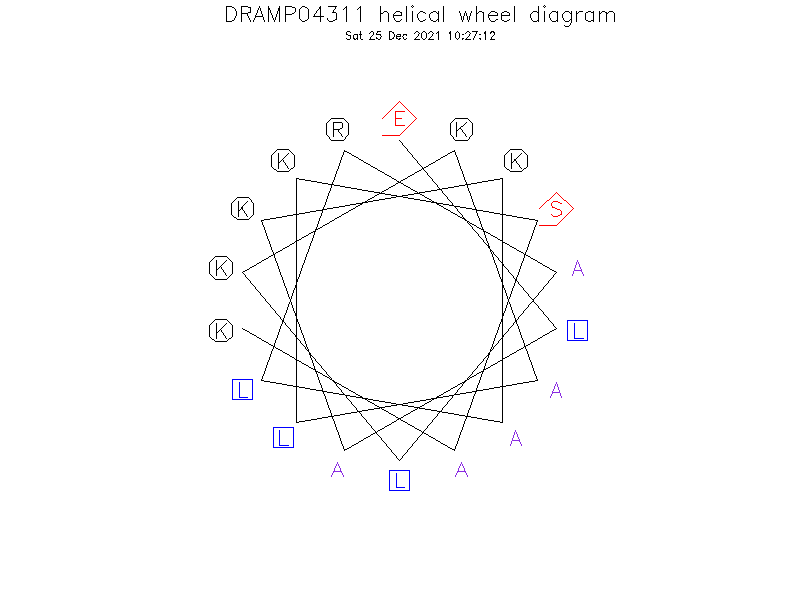 DRAMP04311 helical wheel diagram
Sat 25 Dec 2021 10:27:12
R E K
K K
K S
K A
K L
L A
L A
A L A